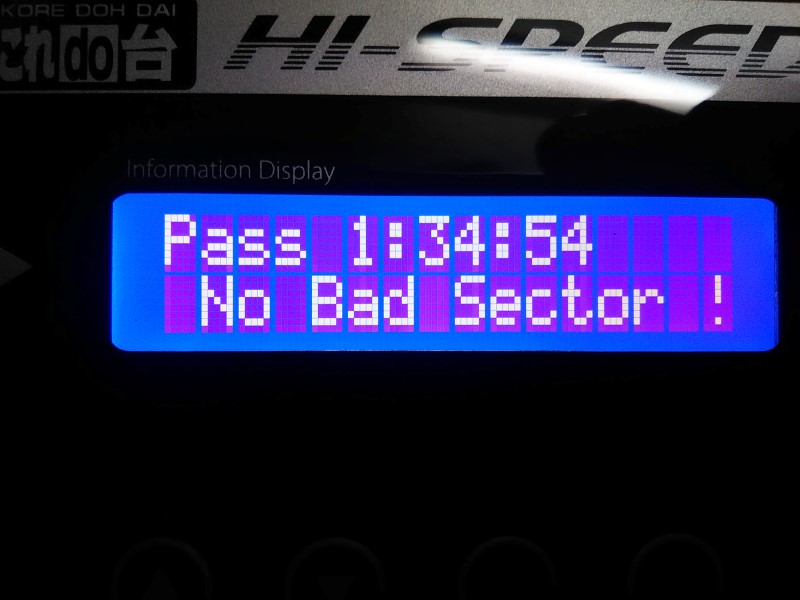 KORE DOH DAI
これdo台
HI-SPEED
Information Display
Pass 1:34:54
No Bad Sector !